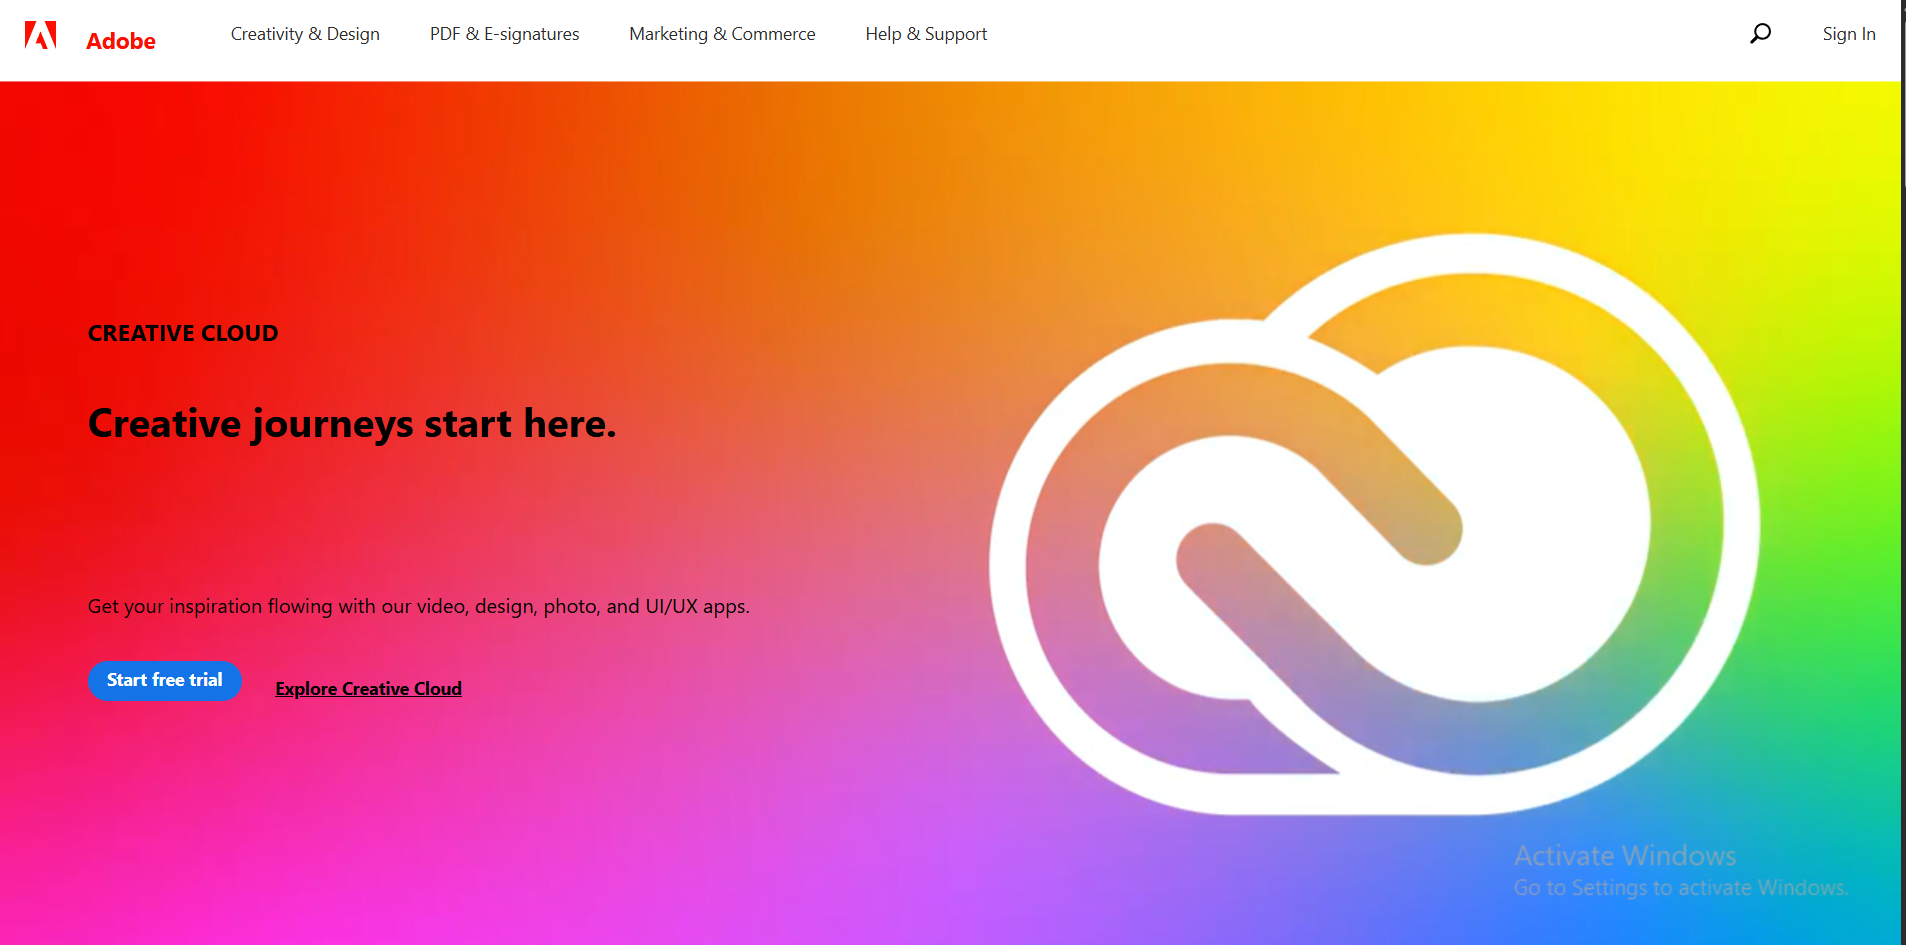 Adobe
Creativity & Design
PDF & E-signatures
Marketing & Commerce
Help & Support
Sign In
CREATIVE CLOUD
Creative journeys start here.
Get your inspiration flowing with our video, design, photo, and UI/UX apps.
Start free trial
Explore Creative Cloud
Activate Windows
Go to Settings to activate Windows.